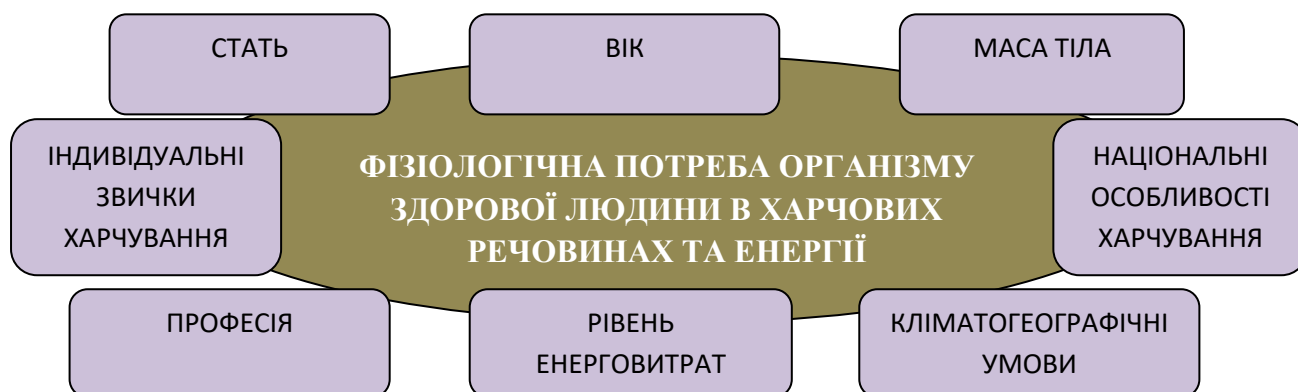 СТАТЬ
ВІК
МАСА ТІЛА
ІНДИВІДУАЛЬНІ
ЗВИЧКИ
ХАРЧУВАННЯ
ФІЗІОЛОГІЧНА ПОТРЕБА ОРГАНІЗМУ
ЗДОРОВОЇ ЛЮДИНИ В ХАРЧОВИХ
РЕЧОВИНАХ ТА ЕНЕРГІЇ
НАЦІОНАЛЬНІ
ОСОБЛИВОСТІ
ХАРЧУВАННЯ
ПРОФЕСІЯ
РІВЕНЬ
ЕНЕРГОВИТРАТ
КЛІМАТОГЕОГРАФІЧНІ
УМОВИ